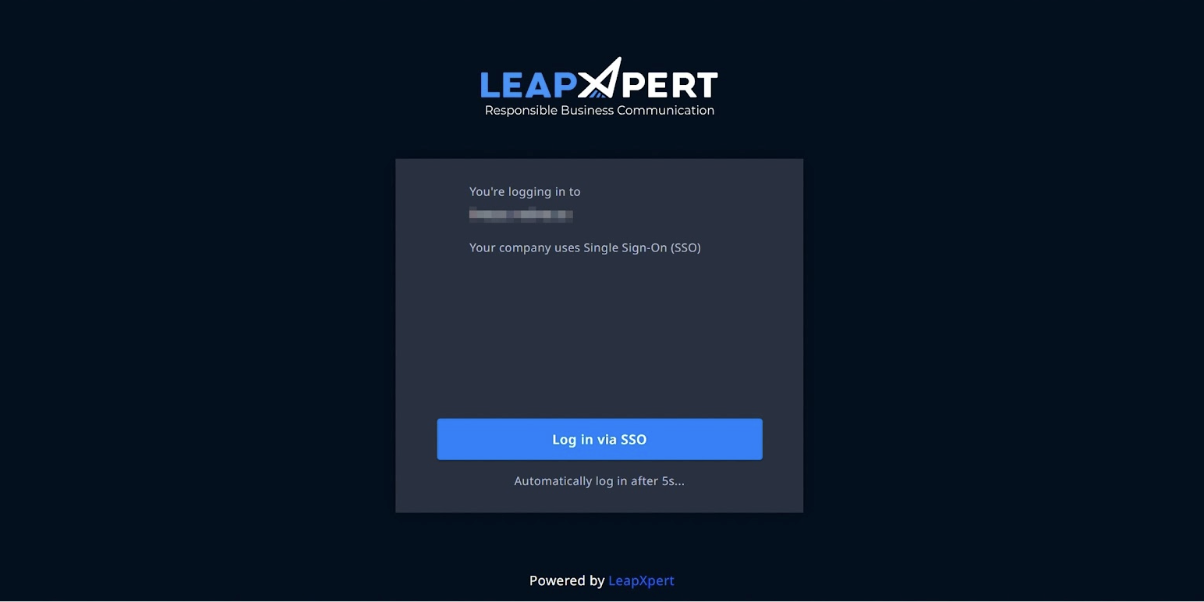 LEAPXPERT
Responsible Business Communication
You're logging in to
Your company uses Single Sign-On (SSO)
Log in via SSO
Automatically log in after 5s...
Powered by LeapXpert